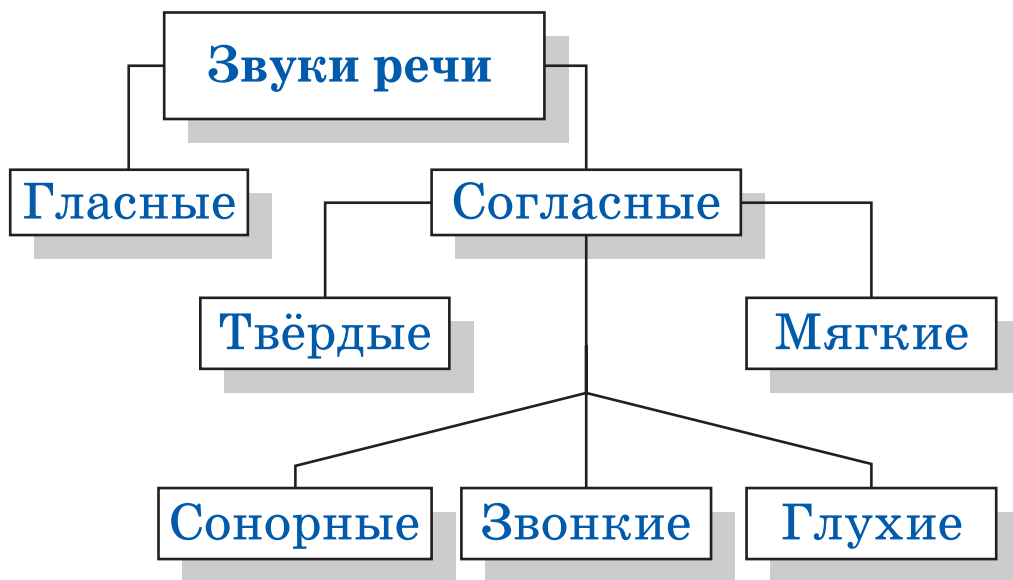 Звуки речи
Гласные
Согласные
Твёрдые
Мягкие
Сонорные
Звонкие
Глухие